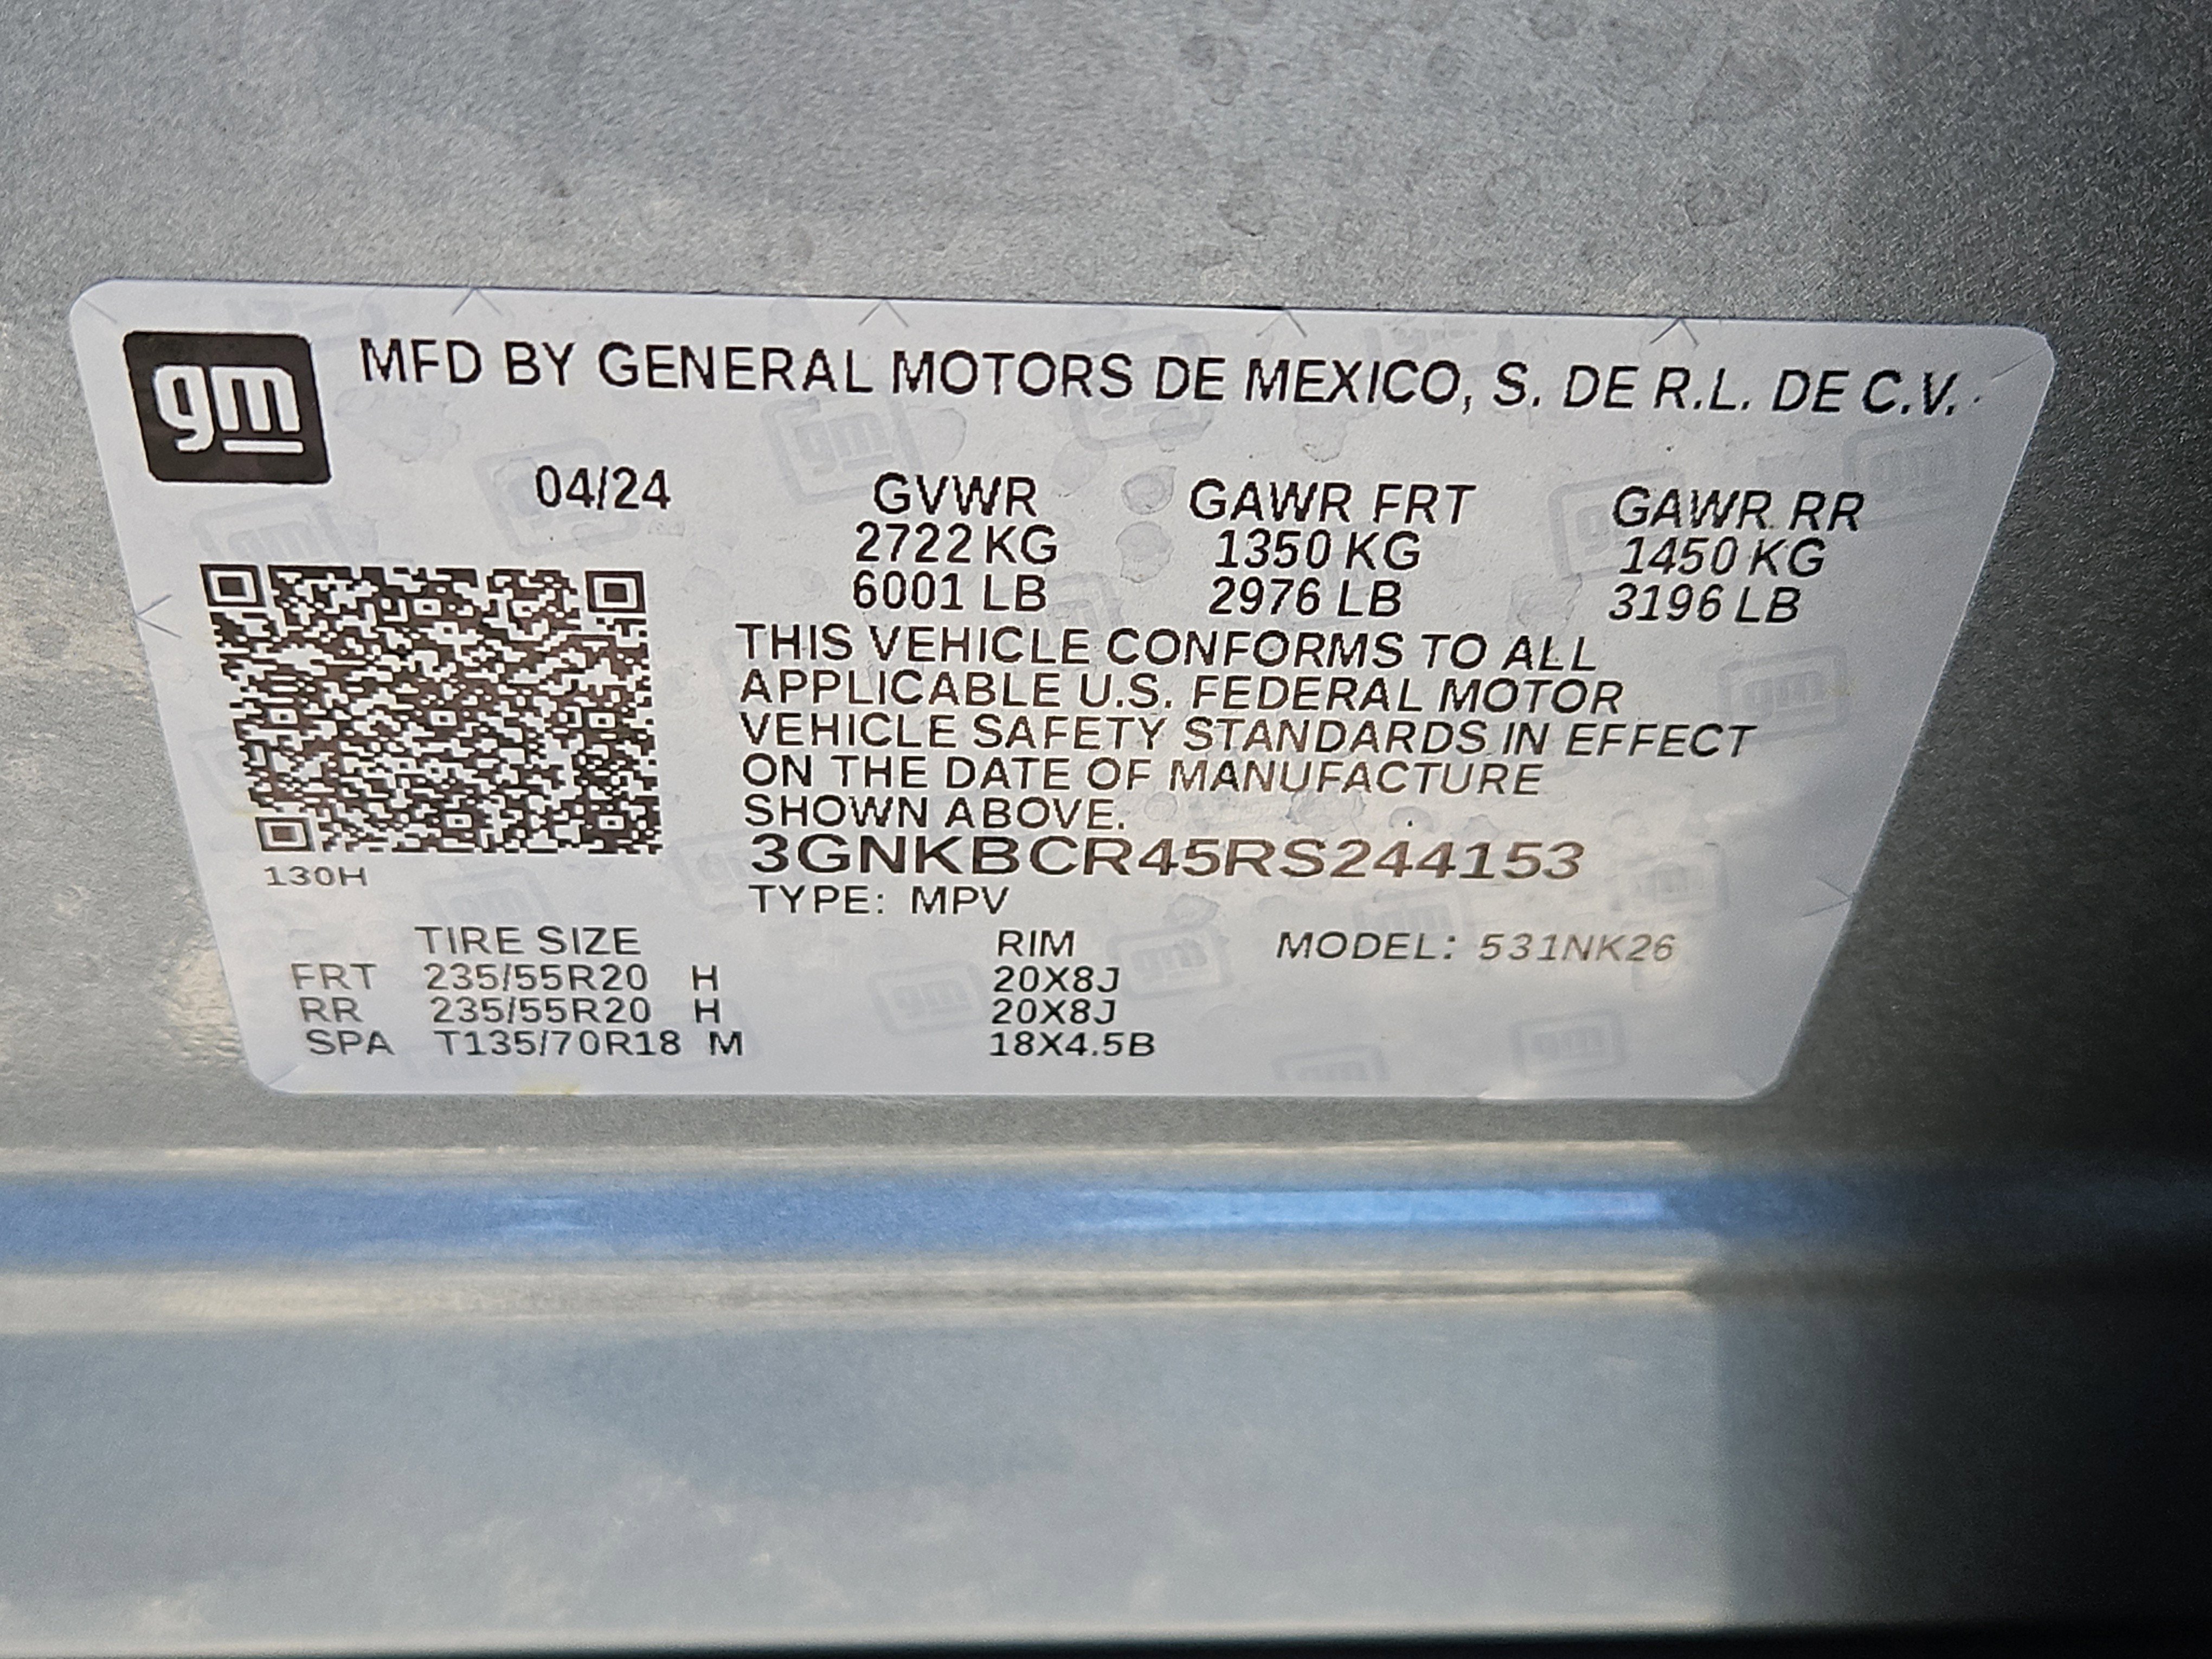 gm
MFD BY GENERAL MOTORS DE MEXICO, S. DE R.L. DE C.V.
04/24 GVWR GAWR FRT GAWR RR
2722 KG 1350 KG 1450 KG
6001 LB 2976 LB 3196 LB
THIS VEHICLE CONFORMS TO ALL
APPLICABLE U.S. FEDERAL MOTOR
VEHICLE SAFETY STANDARDS IN EFFECT
ON THE DATE OF MANUFACTURE
SHOWN ABOVE.
3GNKBCR45RS244153
130H
TYPE: MPV
TIRE SIZE RIM MODEL: 531NK26
FRT 235/55R20 H 20X8J
RR 235/55R20 H 20X8J
SPA T135/70R18 M 18X4.5B